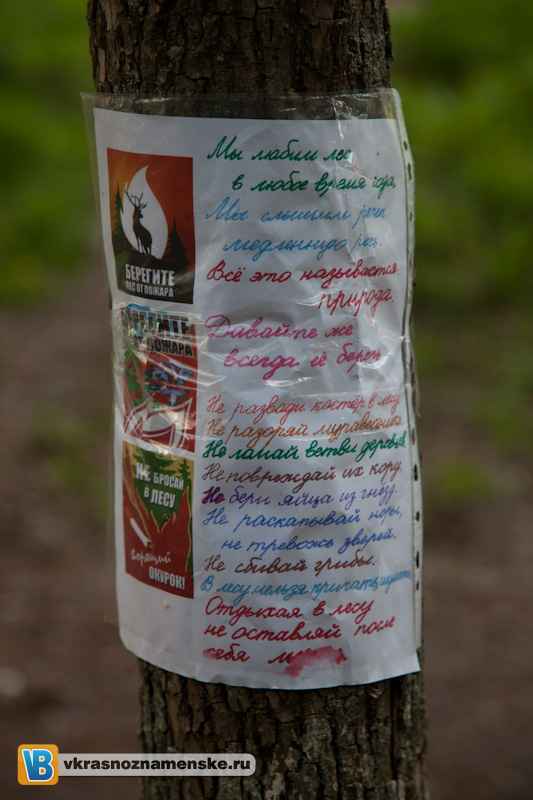 БЕРЕГИТЕ
ЛЕС ОТ ПОЖАРА
ПОЖАРА
НЕ БРОСАЙ
В ЛЕСУ
горящий
ОКУРОК!
Мы любим лес
в любое время года,
Мы слышим речек
медленную речь.
Всё это называется
природа.
Давайте же
всегда её беречь
Не разводи костёр в лесу
Не разоряй муравейники
Не ламай ветви деревьев
Не повреждай их кору.
Не бери яйца из гнёзд.
Не раскапывай норы,
не тревожь зверей.
Не сбивай грибы.
В лесу нельзя кричать,
Отдыхая в лесу
не оставляй после
себя
vkrasnoznamenske.ru